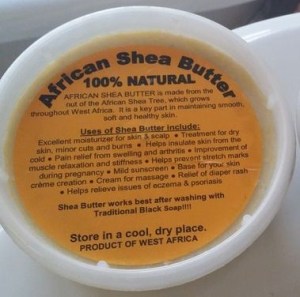 African Shea Butter
100% NATURAL
AFRICAN SHEA BUTTER is made from the
nut of the African Shea Tree, which grows
throughout West Africa. It is a key part in maintaining smooth,
soft and healthy skin.
Uses of Shea Butter include:
Excellent moisturizer for skin & scalp • Treatment for dry
skin, minor cuts and burns • Helps insulate skin from the
cold • Pain relief from swelling and arthritis • Improvement of
muscle relaxation and stiffness • Helps prevent stretch marks
during pregnancy • Mild sunscreen • Base for your skin
crème creation • Cream for massage • Relief of diaper rash
• Helps relieve issues of eczema & psoriasis
Shea Butter works best after washing with
Traditional Black Soap!!!!
Store in a cool, dry place.
PRODUCT OF WEST AFRICA